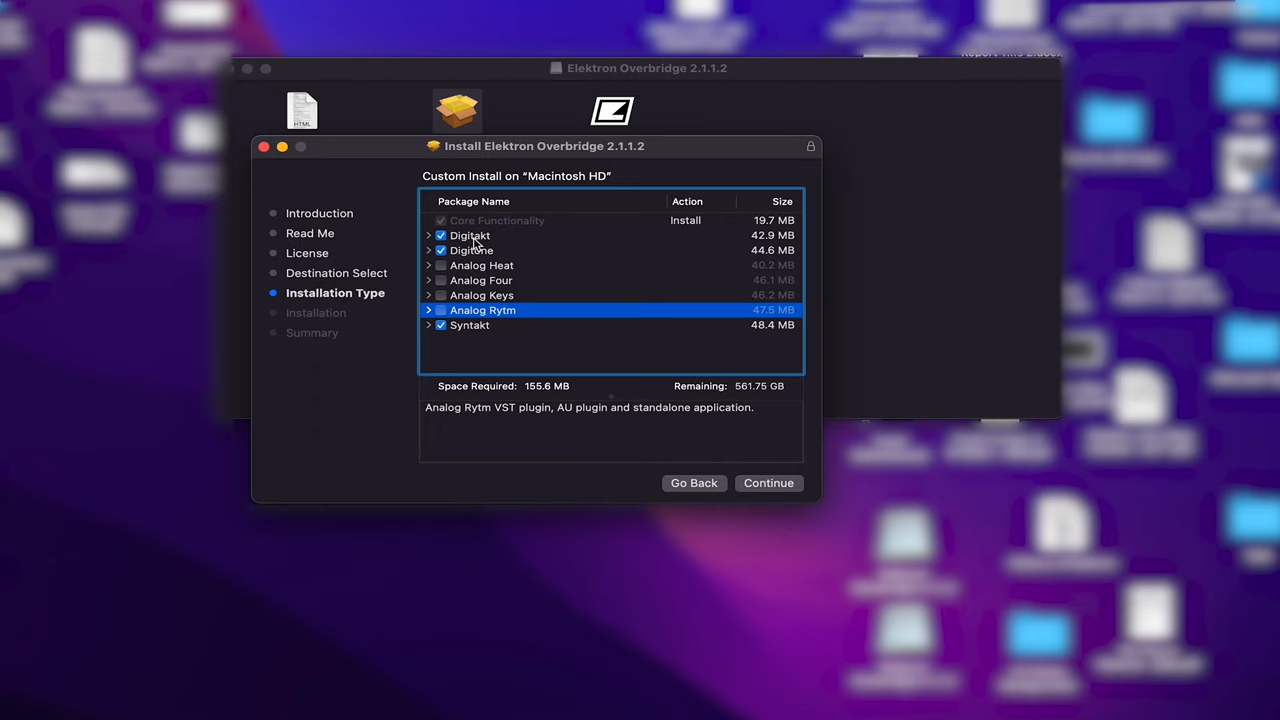 Elektron Overbridge 2.1.1.2
HTML
Install Elektron Overbridge 2.1.1.2
Custom Install on “Macintosh HD”
Introduction
Read Me
License
Destination Select
Installation Type
Installation
Summary
Package Name Action Size
Core Functionality Install 19.7 MB
Digitakt 42.9 MB
Digitone 44.6 MB
Analog Heat 40.2 MB
Analog Four 46.1 MB
Analog Keys 46.2 MB
Analog Rytm 47.5 MB
Syntakt 48.4 MB
Space Required: 155.6 MB Remaining: 561.75 GB
Analog Rytm VST plugin, AU plugin and standalone application.
Go Back Continue